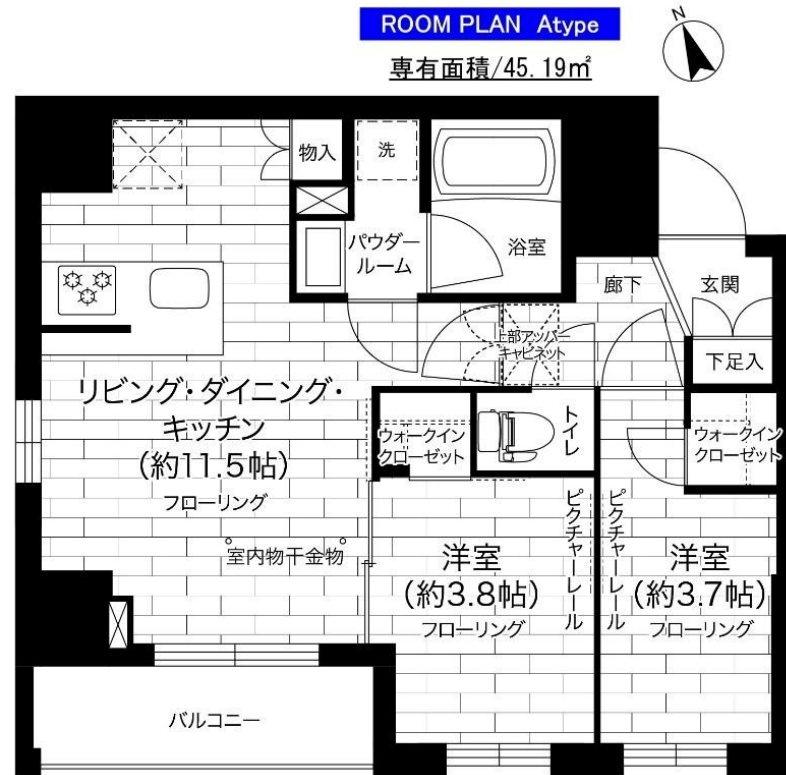 ROOM PLAN Atype
専有面積/45.19㎡
N
物入
洗
パウダー
ルーム
浴室
廊下
玄関
上部アッパー
キャビネット
下足入
リビング・ダイニング・
キッチン
(約11.5帖)
フローリング
ウォークイン
クローゼット
トイレ
ウォークイン
クローゼット
室内物干金物
洋室
(約3.8帖)
フローリング
ピクチャーレール
ピクチャーレール
洋室
(約3.7帖)
フローリング
バルコニー